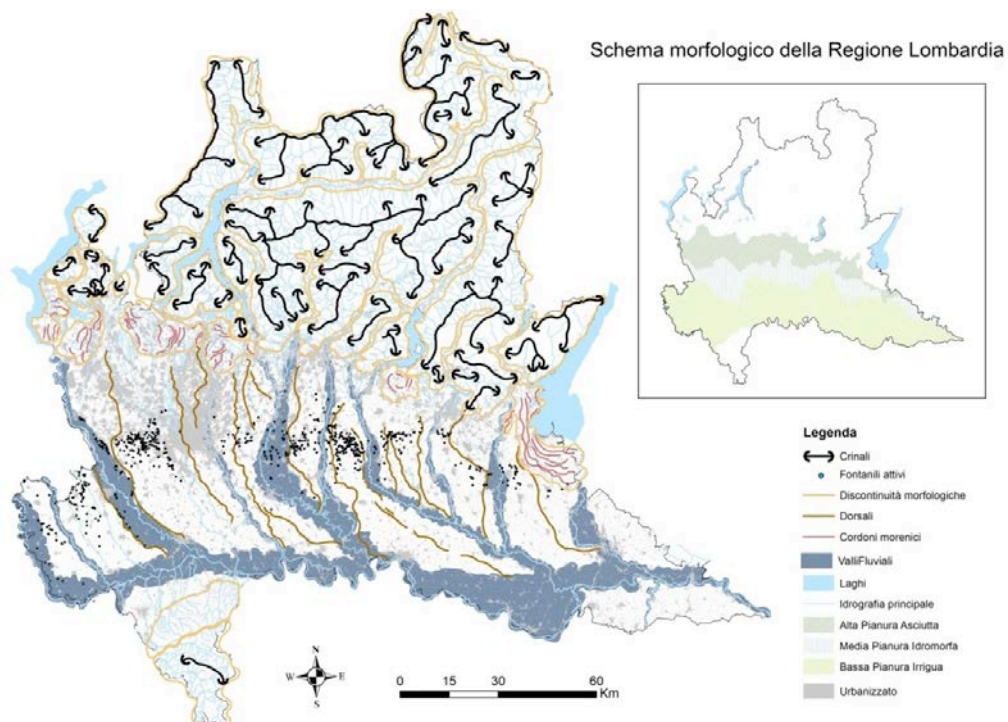 Schema morfologico della Regione Lombardia
Legenda
Crinali
Fontanili attivi
Discontinuità morfologiche
Dorsali
Cordoni morenici
ValliFluviali
Laghi
Idrografia principale
Alta Pianura Asciutta
Media Pianura Idromorfa
Bassa Pianura Irrigua
Urbanizzato
N
W
E
S
0 15 30 60
Km